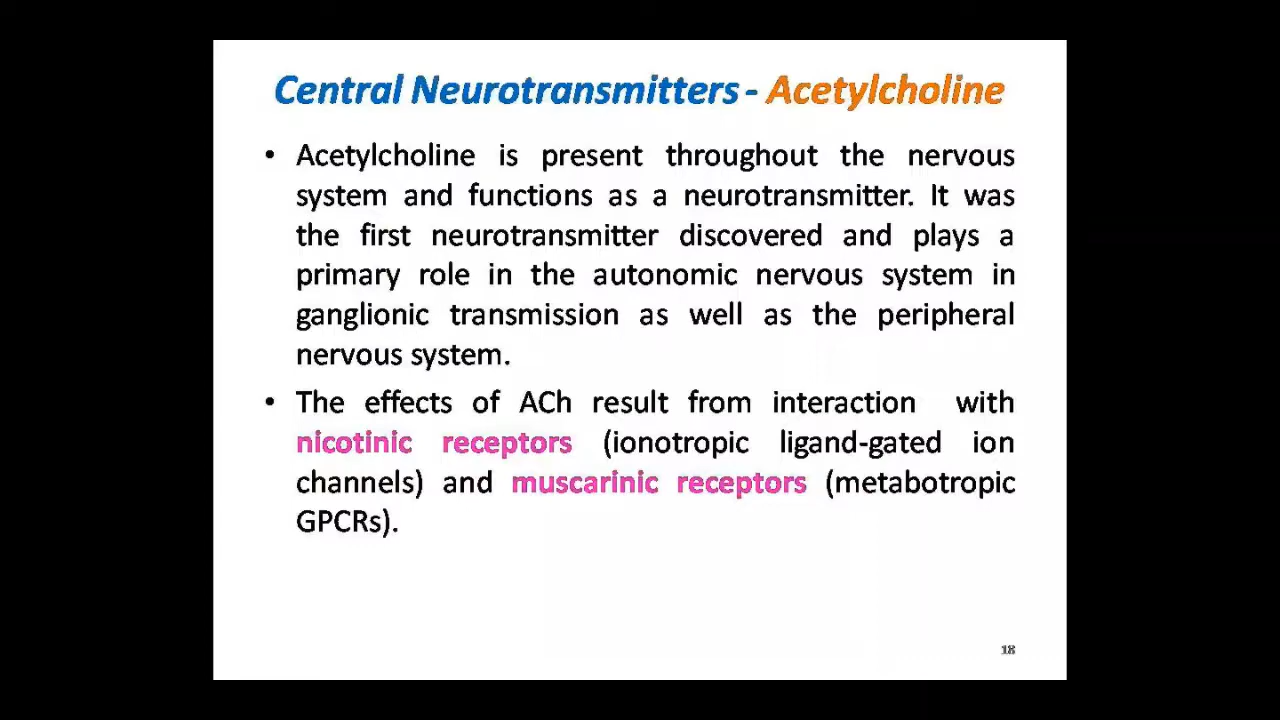 Central Neurotransmitters - Acetylcholine
• Acetylcholine is present throughout the nervous
system and functions as a neurotransmitter. It was
the first neurotransmitter discovered and plays a
primary role in the autonomic nervous system in
ganglionic transmission as well as the peripheral
nervous system.
• The effects of ACh result from interaction with
nicotinic receptors (ionotropic ligand-gated ion
channels) and muscarinic receptors (metabotropic
GPCRs).
18